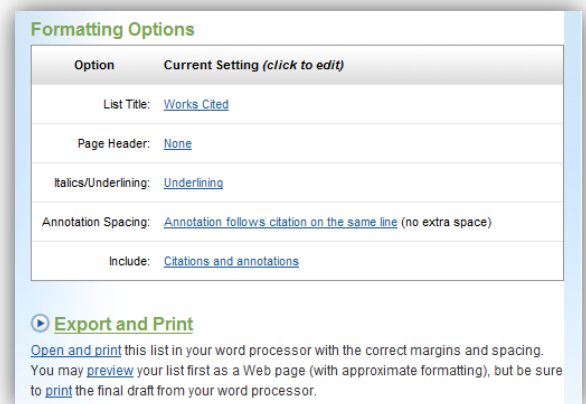 Formatting Options
Option Current Setting (click to edit)
List Title: Works Cited
Page Header: None
Italics/Underlining: Underlining
Annotation Spacing: Annotation follows citation on the same line (no extra space)
Include: Citations and annotations
Export and Print
Open and print this list in your word processor with the correct margins and spacing.
You may preview your list first as a Web page (with approximate formatting), but be sure
to print the final draft from your word processor.